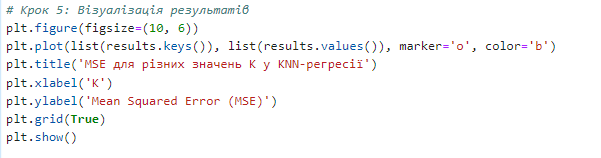 # Крок 5: Візуалізація результатів
plt.figure(figsize=(10, 6))
plt.plot(list(results.keys()), list(results.values()), marker='o', color='b')
plt.title('MSE для різних значень K у KNN-регресії')
plt.xlabel('K')
plt.ylabel('Mean Squared Error (MSE)')
plt.grid(True)
plt.show()